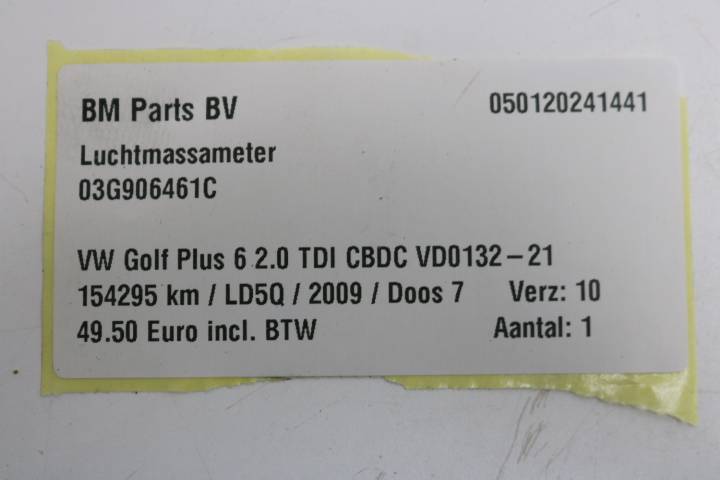 BM Parts BV 050120241441
Luchtmassameter
03G906461C
VW Golf Plus 6 2.0 TDI CBDC VD0132-21
154295 km / LD5Q / 2009 / Doos 7 Verz: 10
49.50 Euro incl. BTW Aantal: 1